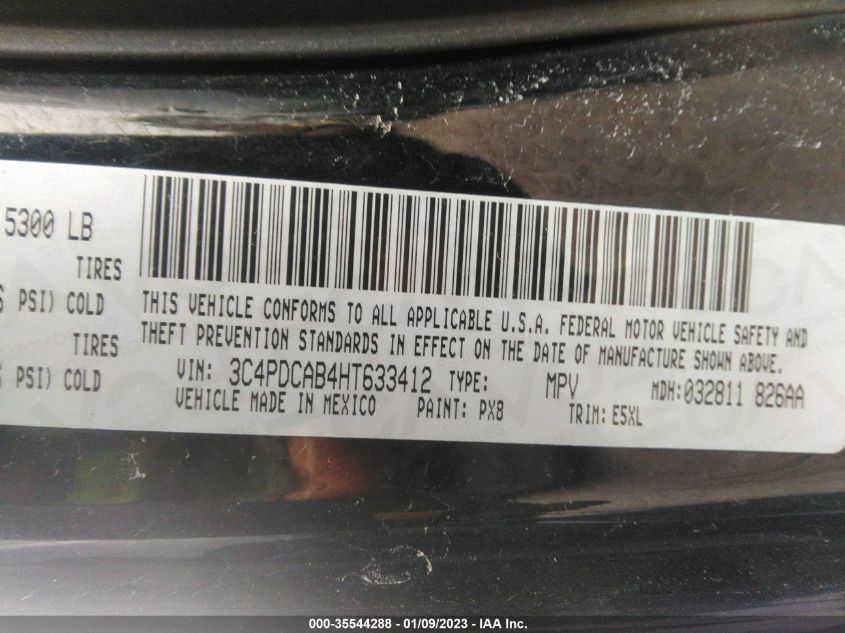 5300 LB
TIRES
PSI) COLD
TIRES
PSI) COLD
THIS VEHICLE CONFORMS TO ALL APPLICABLE U.S.A. FEDERAL MOTOR VEHICLE SAFETY AND
THEFT PREVENTION STANDARDS IN EFFECT ON THE DATE OF MANUFACTURE SHOWN ABOVE.
VIN: 3C4PDCAB4HT633412 TYPE: MPV MDH:032811 826AA
VEHICLE MADE IN MEXICO PAINT: PX8 TRIM: E5XL
000-35544288 - 01/09/2023 - IAA Inc.